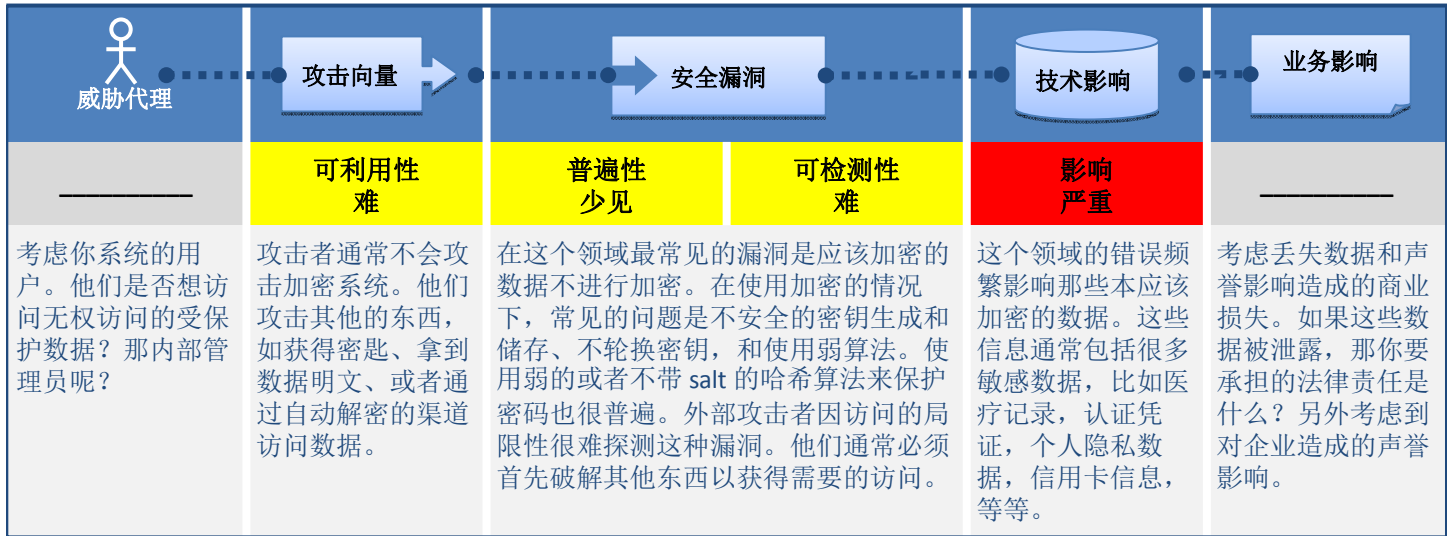 威胁代理
攻击向量
安全漏洞
技术影响
业务影响
__________
可利用性
难
普遍性
少见
可检测性
难
影响
严重
__________
考虑你系统的用
户。他们是否想访
问无权访问的受保
护数据？那内部管
理员呢？
攻击者通常不会攻
击加密系统。他们
攻击其他的东西，
如获得密匙、拿到
数据明文、或者通
过自动解密的渠道
访问数据。
在这个领域最常见的漏洞是应该加密的
数据不进行加密。在使用加密的情况
下，常见的问题是不安全的密钥生成和
储存、不轮换密钥，和使用弱算法。使
用弱的或者不带 salt 的哈希算法来保护
密码也很普遍。外部攻击者因访问的局
限性很难探测这种漏洞。他们通常必须
首先破解其他东西以获得需要的访问。
这个领域的错误频
繁影响那些本应该
加密的数据。这些
信息通常包括很多
敏感数据，比如医
疗记录，认证凭
证，个人隐私数
据，信用卡信息，
等等。
考虑丢失数据和声
誉影响造成的商业
损失。如果这些数
据被泄露，那你要
承担的法律责任是
什么？另外考虑到
对企业造成的声誉
影响。